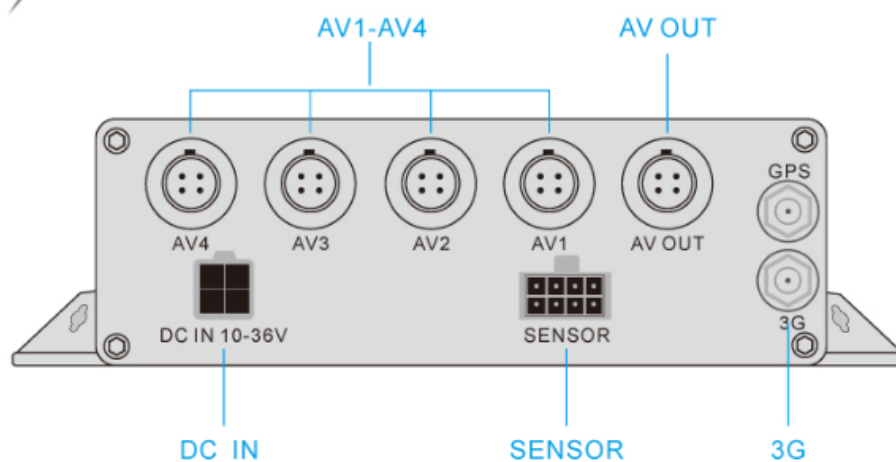 AV1-AV4 AV OUT
GPS
AV4 AV3 AV2 AV1 AV OUT
DC IN 10-36V SENSOR 3G
DC IN SENSOR 3G